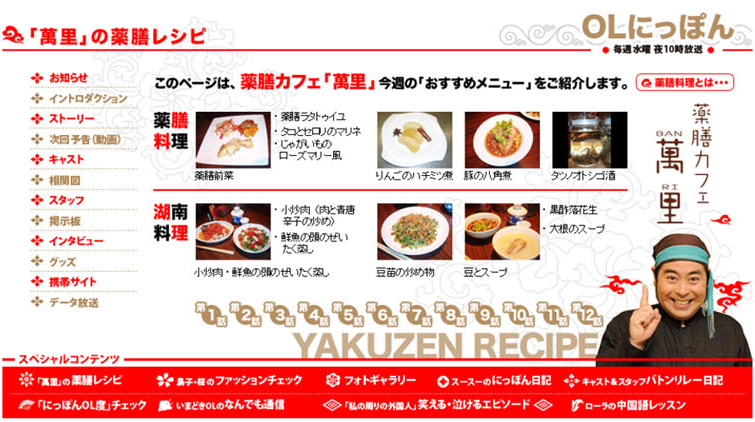 「萬里」の薬膳レシピ
OLにっぽん
毎週水曜 夜10時放送
お知らせ
イントロダクション
ストーリー
次回予告(動画)
キャスト
相関図
スタッフ
掲示板
インタビュー
グッズ
携帯サイト
データ放送
このページは、薬膳カフェ「萬里」今週の「おすすめメニュー」をご紹介します。
薬膳料理とは・・・
薬膳
料理
・薬膳ラタトゥイユ
・タコとセロリのマリネ
・じゃがいもの
ローズマリー風
薬膳前菜
りんごのハチミツ煮
豚の八角煮
タツノオトシゴ酒
湖南
料理
・小炒肉(肉と青唐
辛子の炒め)
・鮮魚の頭のぜい
たく蒸し
小炒肉・鮮魚の頭のぜいたく蒸し
豆苗の炒め物
・黒酢落花生
・大根のスープ
豆とスープ
薬膳カフェ
BAN
萬
RI
里
第1話 第2話 第3話 第4話 第5話 第6話 第7話 第8話 第9話 第10話 第11話 第12話
YAKUZEN RECIPE
スペシャルコンテンツ
「萬里」の薬膳レシピ
島子・桜のファッションチェック
フォトギャラリー
スースーのにっぽん日記
キャスト&スタッフバトンリレー日記
「にっぽんOL度」チェック
いまどきOLのなんでも通信
「私の周りの外国人」笑える・泣けるエピソード
ローラの中国語レッスン